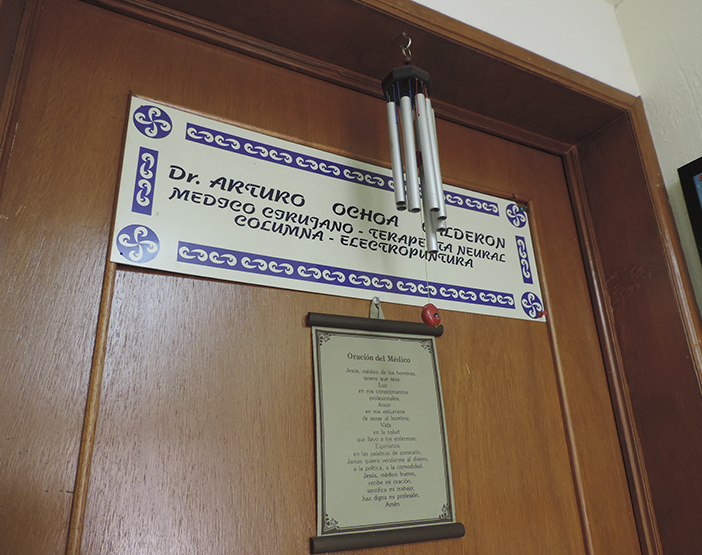 Dr. ARTURO OCHOA CALDERON
MEDICO CIRUJANO - TERAPEUTA NEURAL
COLUMNA - ELECTROPUNTURA
Oración del Médico
Jesús, médico de los hombres,
quiero que seas:
Luz
en mis conocimientos
profesionales.
Amor
en mis esfuerzos
de sanar al hombre.
Vida
en la salud
que llevo a los enfermos,
Esperanza
en las palabras de consuelo,
Jamás quiero venderme al dinero,
a la política, a la comodidad.
Jesús, médico bueno,
recibe mi oración,
santifica mi trabajo,
haz digna mi profesión,
Amén